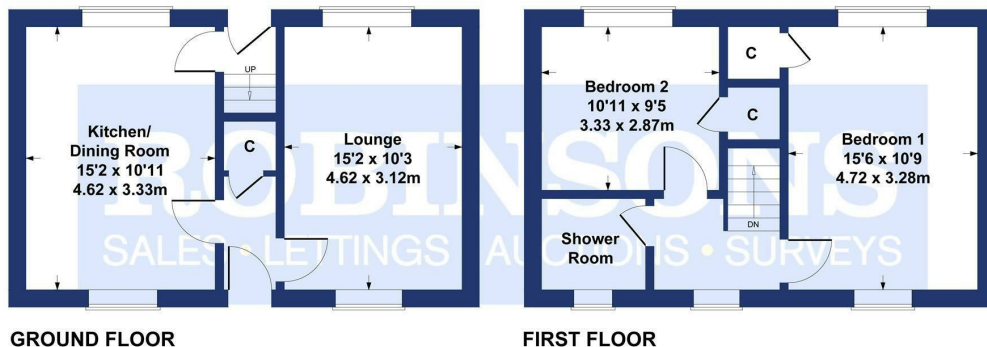 UP
Kitchen/
Dining Room
15'2 x 10'11
4.62 x 3.33m
C
Lounge
15'2 x 10'3
4.62 x 3.12m
GROUND FLOOR
Bedroom 2
10'11 x 9'5
3.33 x 2.87m
C
C
Bedroom 1
15'6 x 10'9
4.72 x 3.28m
DN
Shower
Room
FIRST FLOOR
ROBINSONS
SALES • LETTINGS • AUCTIONS • SURVEYS